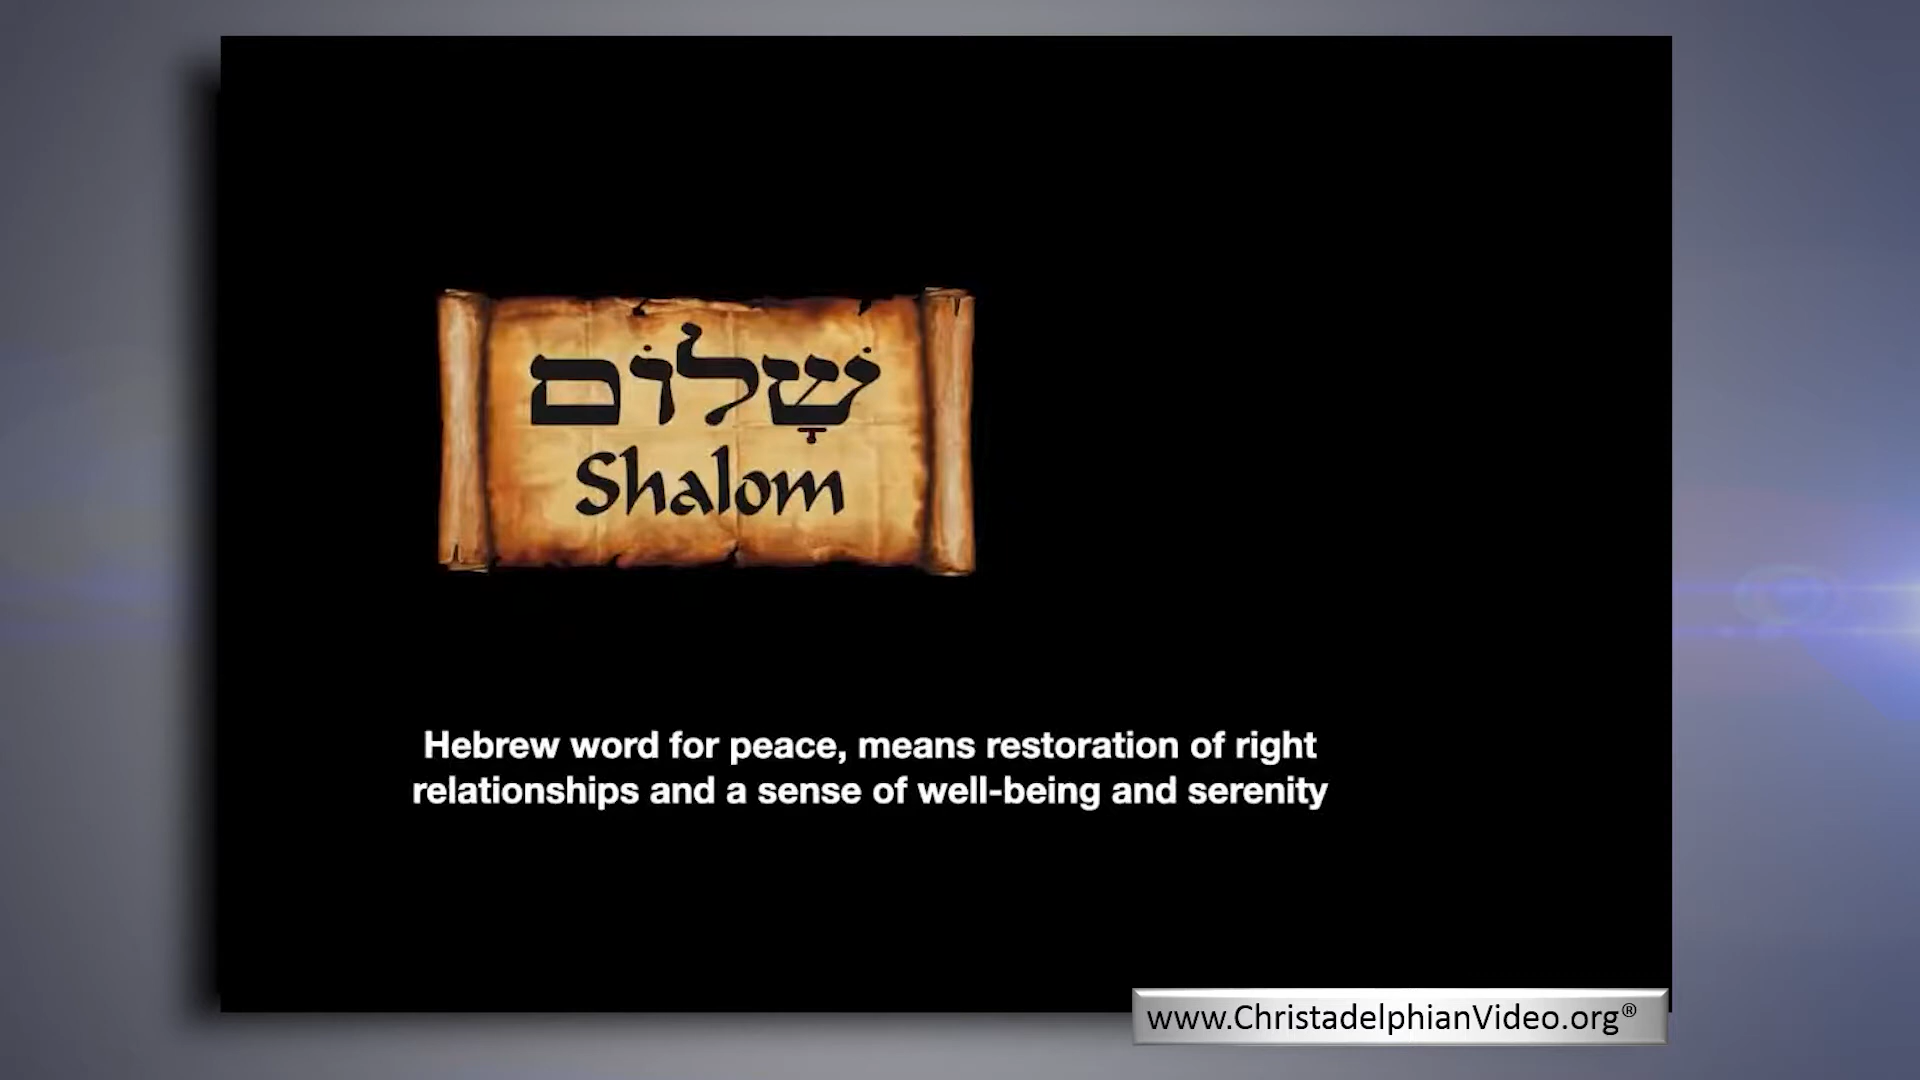 שָׁלוֹם
Shalom
Hebrew word for peace, means restoration of right
relationships and a sense of well-being and serenity
www.ChristadelphianVideo.org®